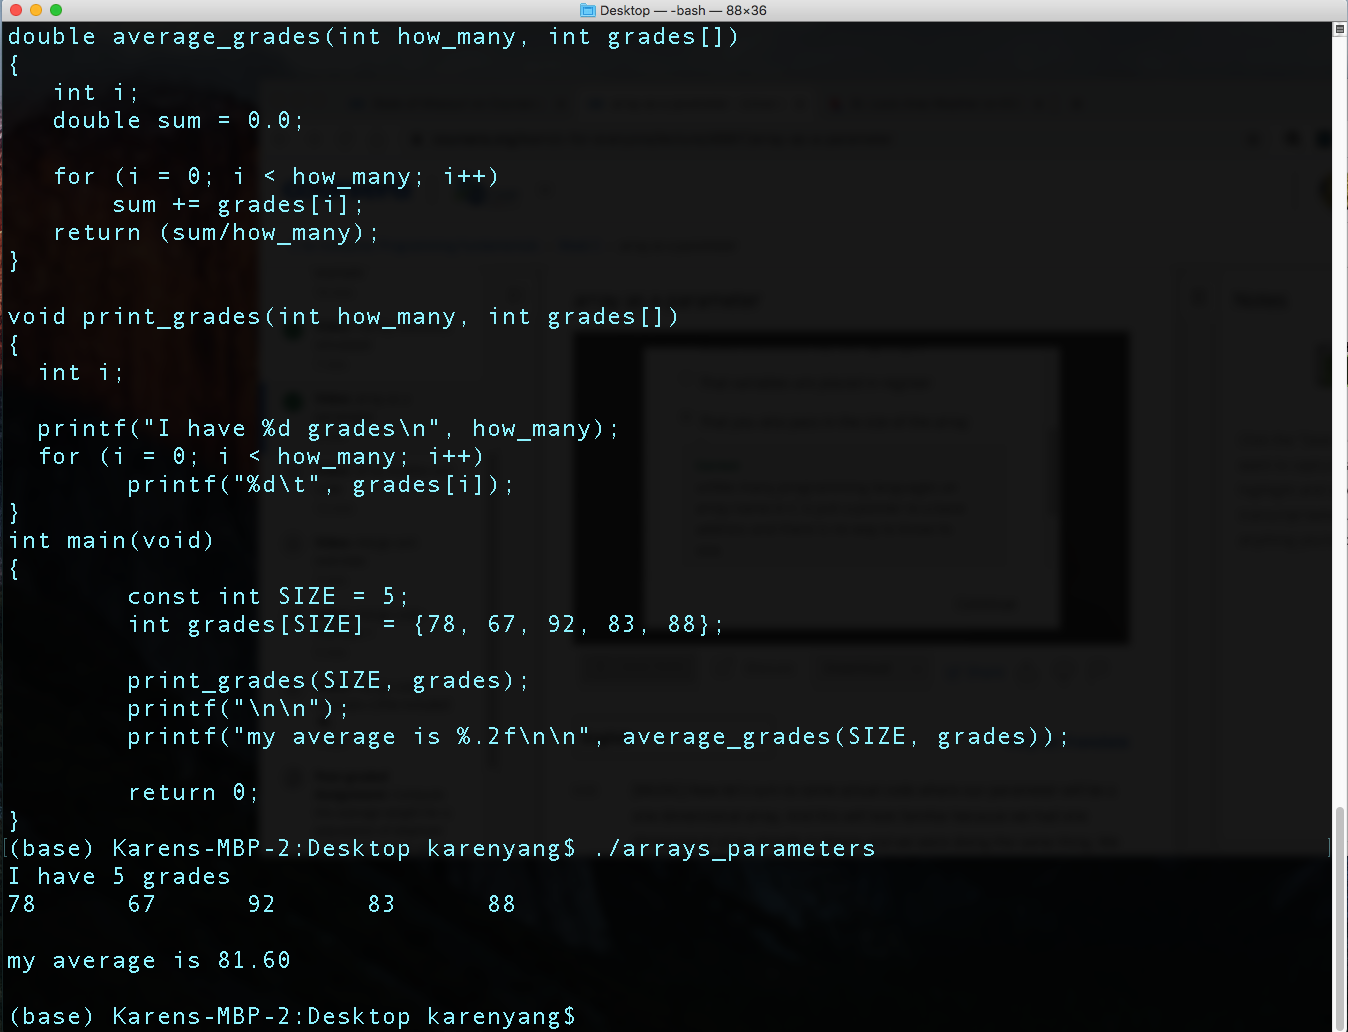 Desktop — -bash — 88×36
double average_grades(int how_many, int grades[])
{
   int i;
   double sum = 0.0;

   for (i = 0; i < how_many; i++)
       sum += grades[i];
   return (sum/how_many);
}

void print_grades(int how_many, int grades[])
{
  int i;

  printf("I have %d grades\n", how_many);
  for (i = 0; i < how_many; i++)
        printf("%d\t", grades[i]);
}
int main(void)
{
        const int SIZE = 5;
        int grades[SIZE] = {78, 67, 92, 83, 88};

        print_grades(SIZE, grades);
        printf("\n\n");
        printf("my average is %.2f\n\n", average_grades(SIZE, grades));

        return 0;
}
(base) Karens-MBP-2:Desktop karenyang$ ./arrays_parameters
I have 5 grades
78      67      92      83      88

my average is 81.60

(base) Karens-MBP-2:Desktop karenyang$